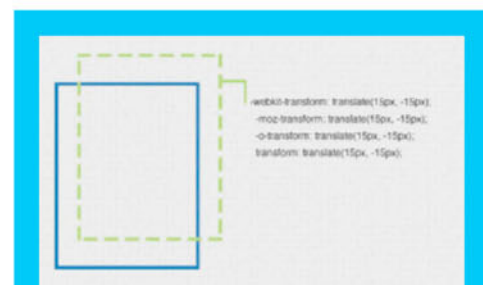 -webkit-transform: translate(15px, -15px);
-moz-transform: translate(15px, -15px);
-o-transform: translate(15px, -15px);
transform: translate(15px, -15px);